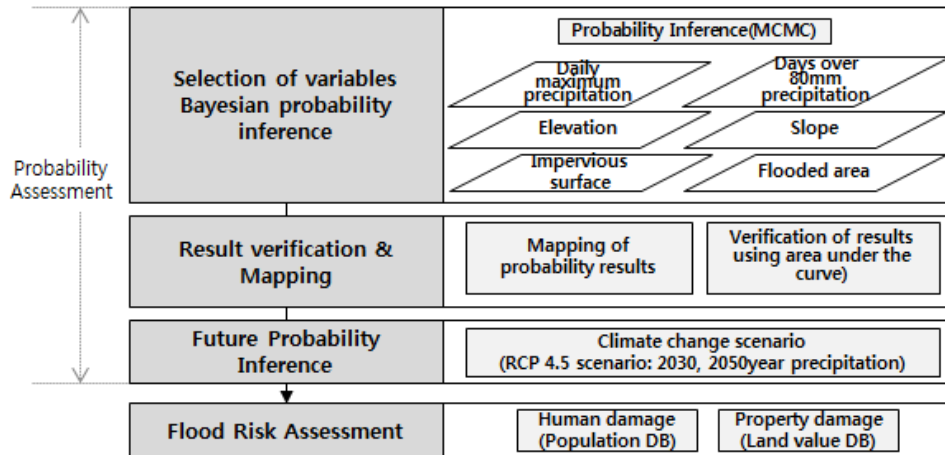 Probability
Assessment
Selection of variables
Bayesian probability
inference
Probability Inference(MCMC)
Daily
maximum
precipitation
Days over
80mm
precipitation
Elevation
Slope
Impervious
surface
Flooded area
Result verification &
Mapping
Mapping of
probability results
Verification of results
using area under the
curve)
Future Probability
Inference
Climate change scenario
(RCP 4.5 scenario: 2030, 2050year precipitation)
Flood Risk Assessment
Human damage
(Population DB)
Property damage
(Land value DB)